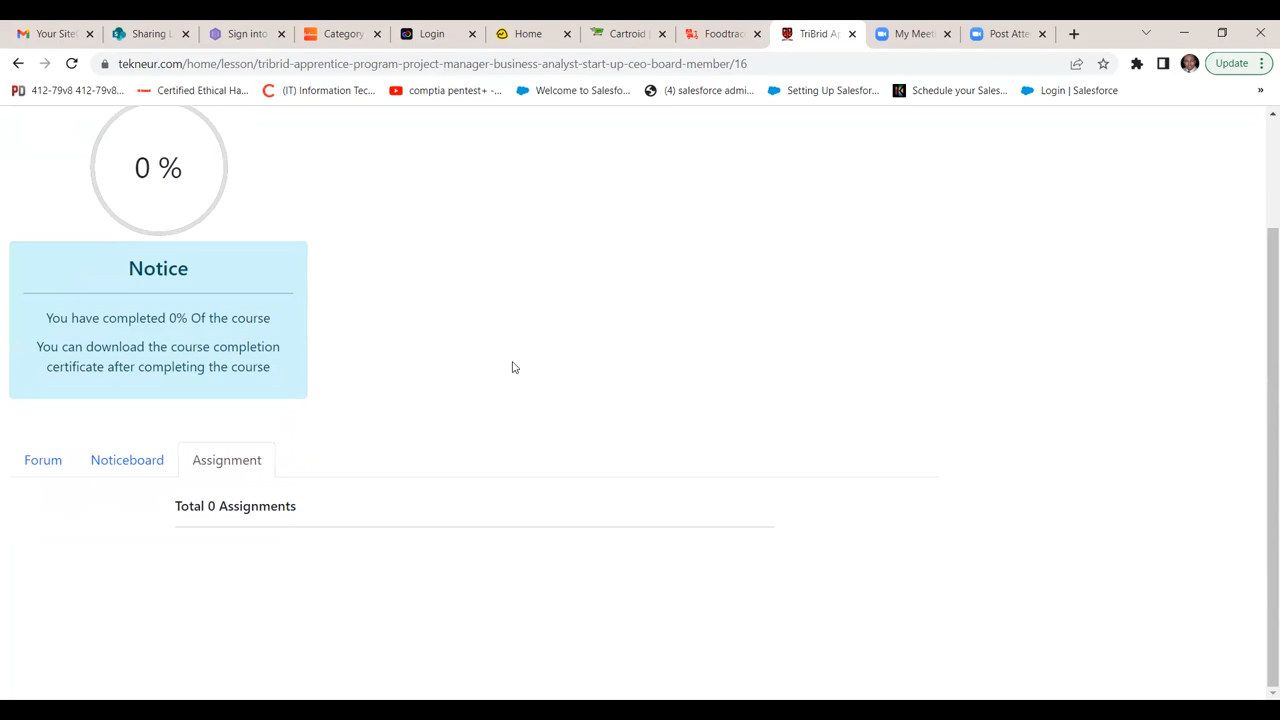 Your Site
Sharing L
Sign into
Category
Login
Home
Cartroid
Foodtrac
TriBrid Ap
My Meet
Post Atte
tekneur.com/home/lesson/tribrid-apprentice-program-project-manager-business-analyst-start-up-ceo-board-member/16
Update
PD 412-79v8 412-79v8...
Certified Ethical Ha...
C (IT) Information Tec...
comptia pentest+ -...
Welcome to Salesfo...
(4) salesforce admi...
Setting Up Salesfor...
K Schedule your Sales...
Login | Salesforce
»
0 %
Notice
You have completed 0% Of the course
You can download the course completion
certificate after completing the course
Forum
Noticeboard
Assignment
Total 0 Assignments